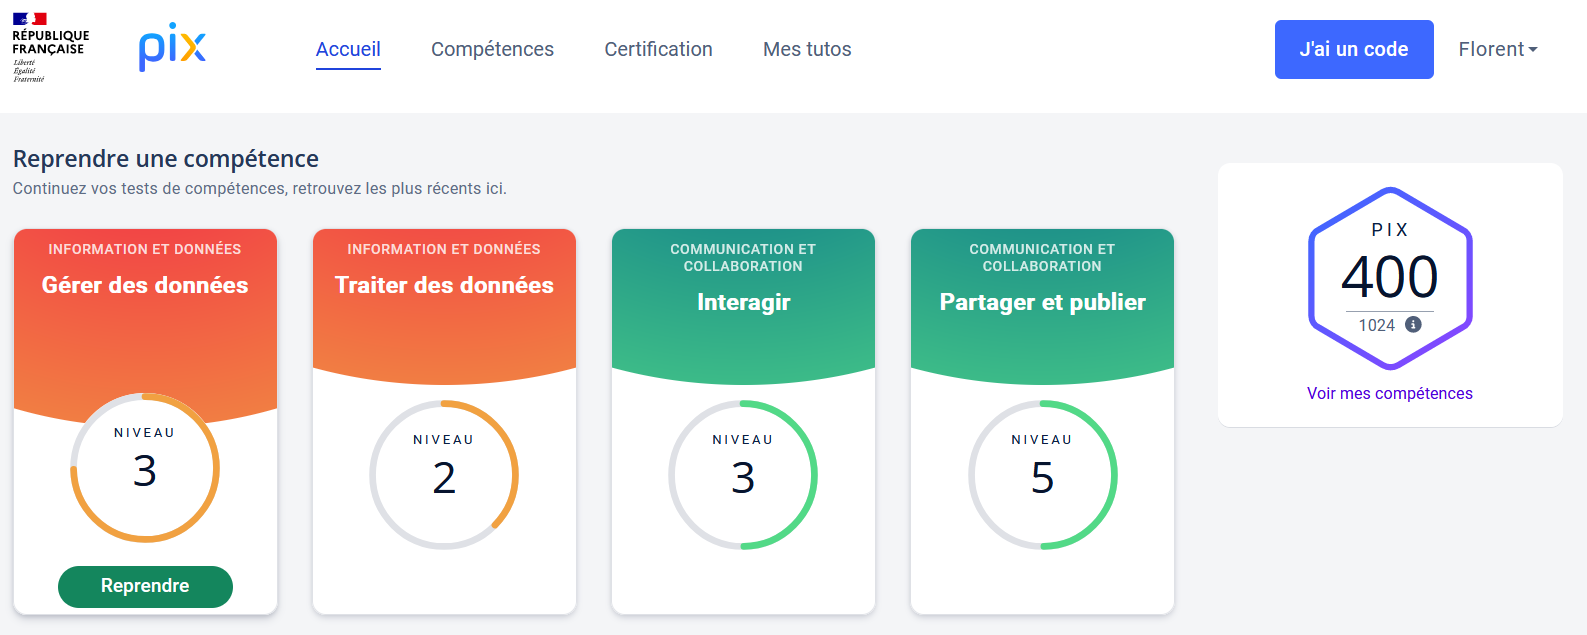 RÉPUBLIQUE
FRANÇAISE
Liberté
Égalité
Fraternité
pix
Accueil
Compétences
Certification
Mes tutos
J'ai un code
Florent
Reprendre une compétence
Continuez vos tests de compétences, retrouvez les plus récents ici.
INFORMATION ET DONNÉES
Gérer des données
NIVEAU
3
Reprendre
INFORMATION ET DONNÉES
Traiter des données
NIVEAU
2
COMMUNICATION ET
COLLABORATION
Interagir
NIVEAU
3
COMMUNICATION ET
COLLABORATION
Partager et publier
NIVEAU
5
PIX
400
1024
Voir mes compétences